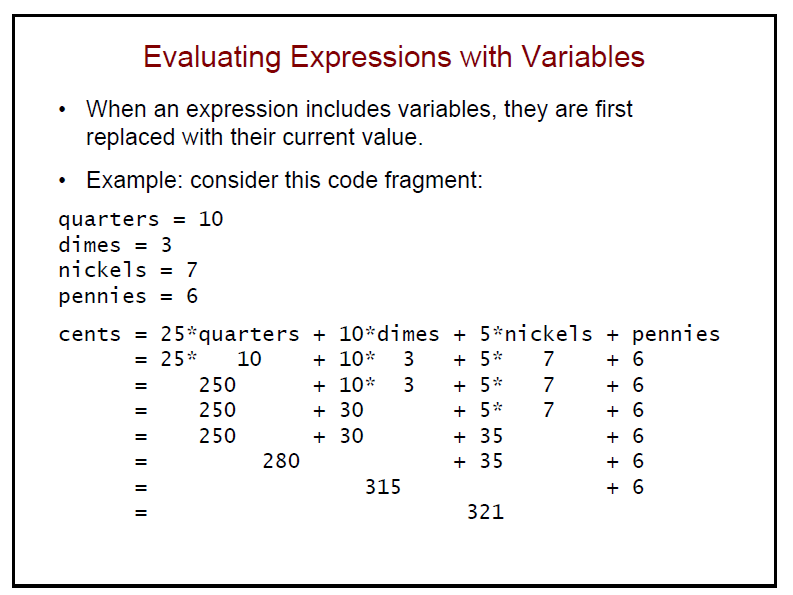 Evaluating Expressions with Variables
• When an expression includes variables, they are first
replaced with their current value.
• Example: consider this code fragment:
quarters = 10
dimes = 3
nickels = 7
pennies = 6
cents = 25*quarters + 10*dimes + 5*nickels + pennies
      = 25*   10    + 10*  3   + 5*   7    + 6
      =    250      + 10*  3   + 5*   7    + 6
      =    250      + 30       + 5*   7    + 6
      =    250      + 30       + 35        + 6
      =         280            + 35        + 6
      =                 315                + 6
      =                         321